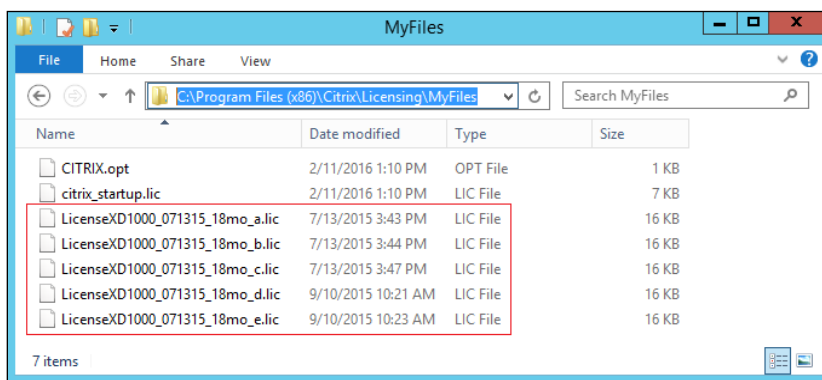 MyFiles
File Home Share View
C:\Program Files (x86)\Citrix\Licensing\MyFiles Search MyFiles
Name Date modified Type Size
CITRIX.opt 2/11/2016 1:10 PM OPT File 1 KB
citrix_startup.lic 2/11/2016 1:10 PM LIC File 7 KB
LicenseXD1000_071315_18mo_a.lic 7/13/2015 3:43 PM LIC File 16 KB
LicenseXD1000_071315_18mo_b.lic 7/13/2015 3:44 PM LIC File 16 KB
LicenseXD1000_071315_18mo_c.lic 7/13/2015 3:47 PM LIC File 16 KB
LicenseXD1000_071315_18mo_d.lic 9/10/2015 10:21 AM LIC File 16 KB
LicenseXD1000_071315_18mo_e.lic 9/10/2015 10:23 AM LIC File 16 KB
7 items